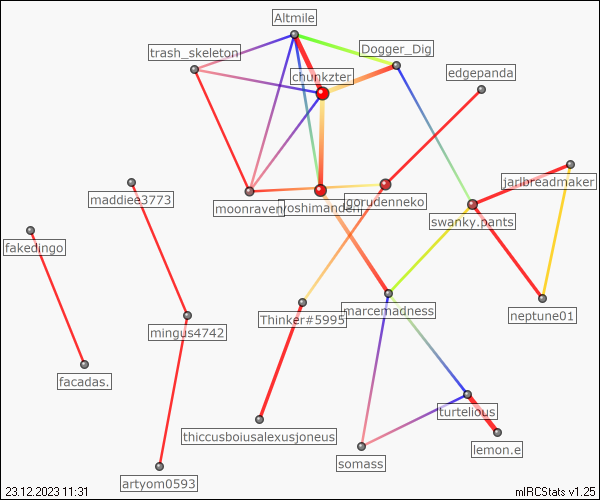 Altmile
trash_skeleton
Dogger_Dig
chunkzter
edgepanda
jarlbreadmaker
maddiee3773
moonraven
yoshimanden
gorudenneko
swanky.pants
fakedingo
marcemadness
Thinker#5995
neptune01
mingus4742
facadas.
turtelious
thiccusboiusalexusjoneus
lemon.e
somass
artyom0593
23.12.2023 11:31
mIRCStats v1.25